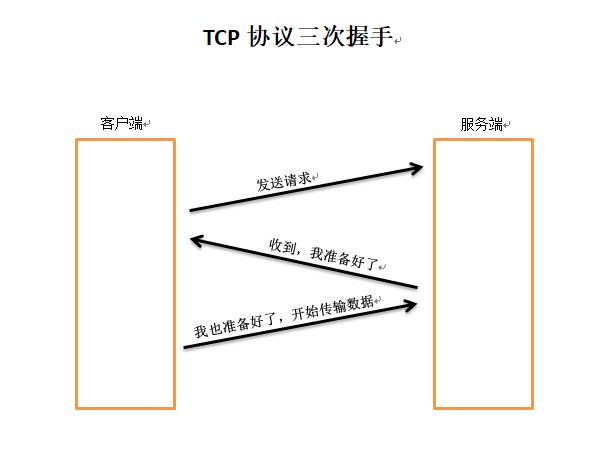 TCP 协议三次握手
客户端
服务端
发送请求
收到，我准备好了
我也准备好了，开始传输数据